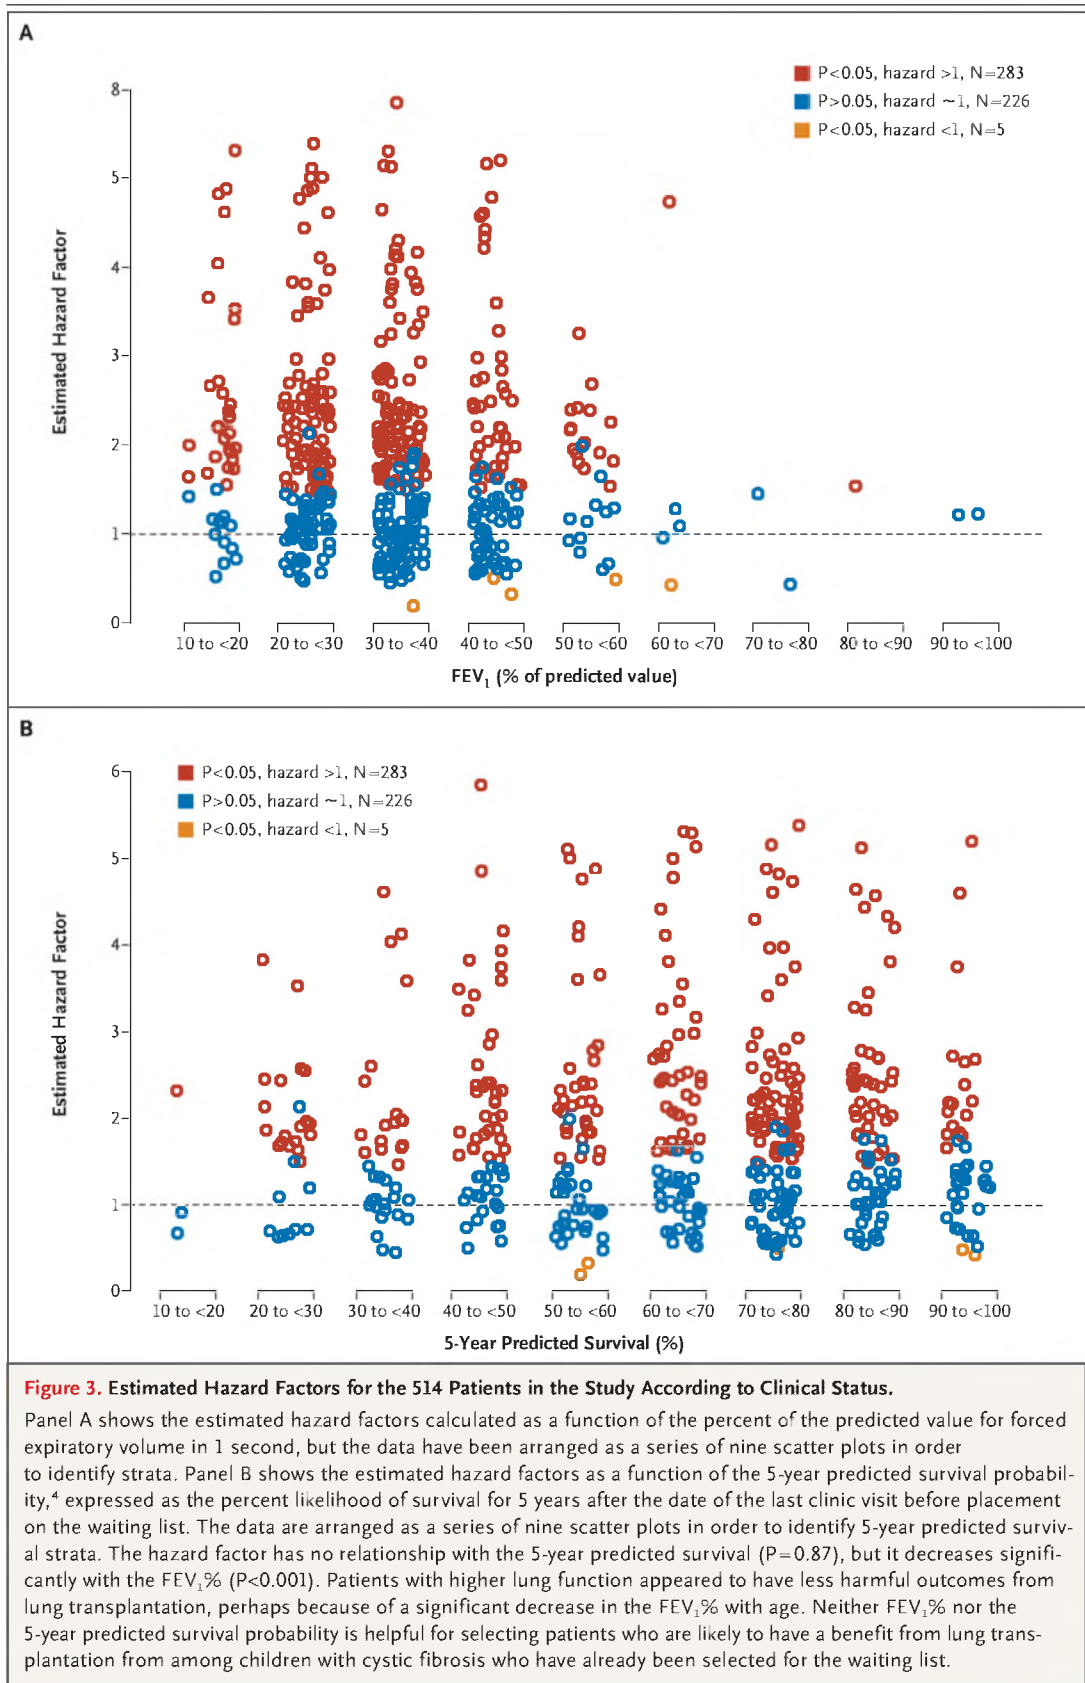 A
P<0.05, hazard >1, N=283
P>0.05, hazard ~1, N=226
P<0.05, hazard <1, N=5
Estimated Hazard Factor
8
5
4
3
2
1
0
10 to <20
20 to <30
30 to <40
40 to <50
50 to <60
60 to <70
70 to <80
80 to <90
90 to <100
FEV₁ (% of predicted value)
B
P<0.05, hazard >1, N=283
P>0.05, hazard ~1, N=226
P<0.05, hazard <1, N=5
Estimated Hazard Factor
6
5
4
3
2
1
0
10 to <20
20 to <30
30 to <40
40 to <50
50 to <60
60 to <70
70 to <80
80 to <90
90 to <100
5-Year Predicted Survival (%)
Figure 3. Estimated Hazard Factors for the 514 Patients in the Study According to Clinical Status.
Panel A shows the estimated hazard factors calculated as a function of the percent of the predicted value for forced
expiratory volume in 1 second, but the data have been arranged as a series of nine scatter plots in order
to identify strata. Panel B shows the estimated hazard factors as a function of the 5-year predicted survival probabil-
ity,⁴ expressed as the percent likelihood of survival for 5 years after the date of the last clinic visit before placement
on the waiting list. The data are arranged as a series of nine scatter plots in order to identify 5-year predicted surviv-
al strata. The hazard factor has no relationship with the 5-year predicted survival (P=0.87), but it decreases signifi-
cantly with the FEV₁% (P<0.001). Patients with higher lung function appeared to have less harmful outcomes from
lung transplantation, perhaps because of a significant decrease in the FEV₁% with age. Neither FEV₁% nor the
5-year predicted survival probability is helpful for selecting patients who are likely to have a benefit from lung trans-
plantation from among children with cystic fibrosis who have already been selected for the waiting list.